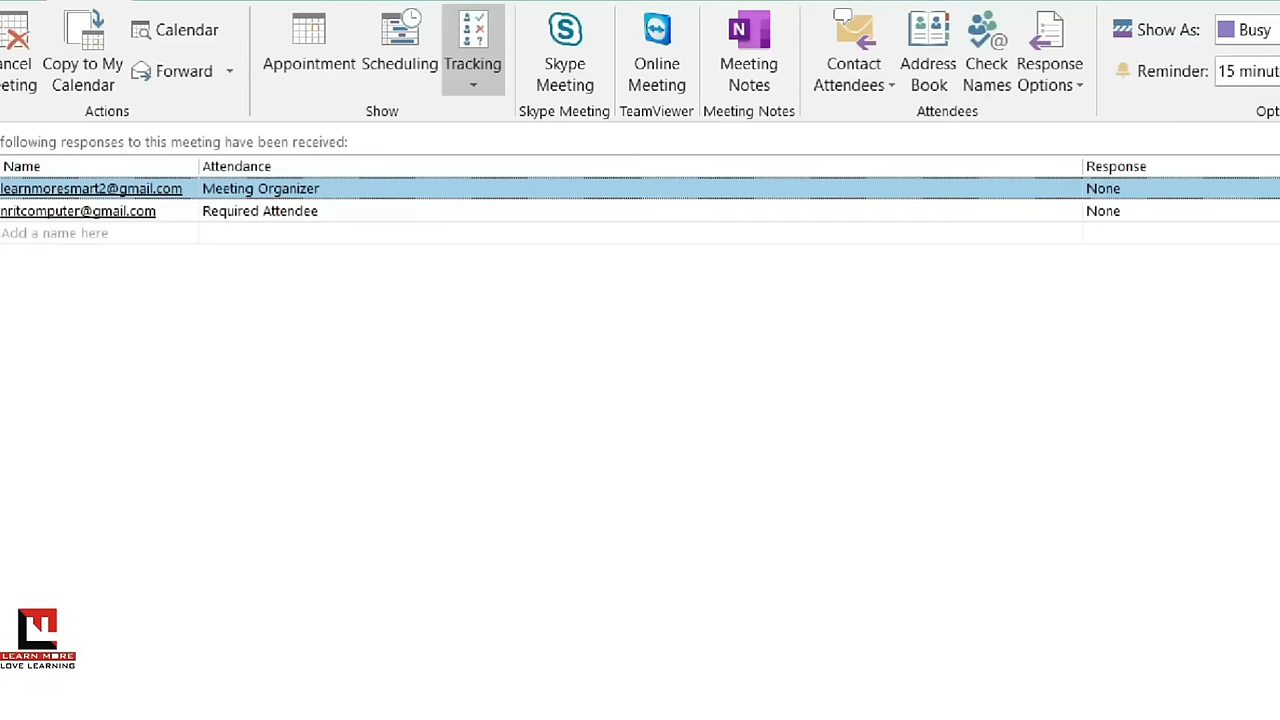 ancel
eting
Copy to My
Calendar
Calendar
Forward
Actions
Appointment
Scheduling
Tracking
Show
Skype
Meeting
Skype Meeting
Online
Meeting
TeamViewer
N
Meeting
Notes
Meeting Notes
Contact
Attendees
Address
Book
Check
Names
Response
Options
Attendees
Show As:
Busy
Reminder:
15 minut
Opt
following responses to this meeting have been received:
Name Attendance Response
learnmoresmart2@gmail.com Meeting Organizer None
nritcomputer@gmail.com Required Attendee None
Add a name here
LEARN MORE
LOVE LEARNING